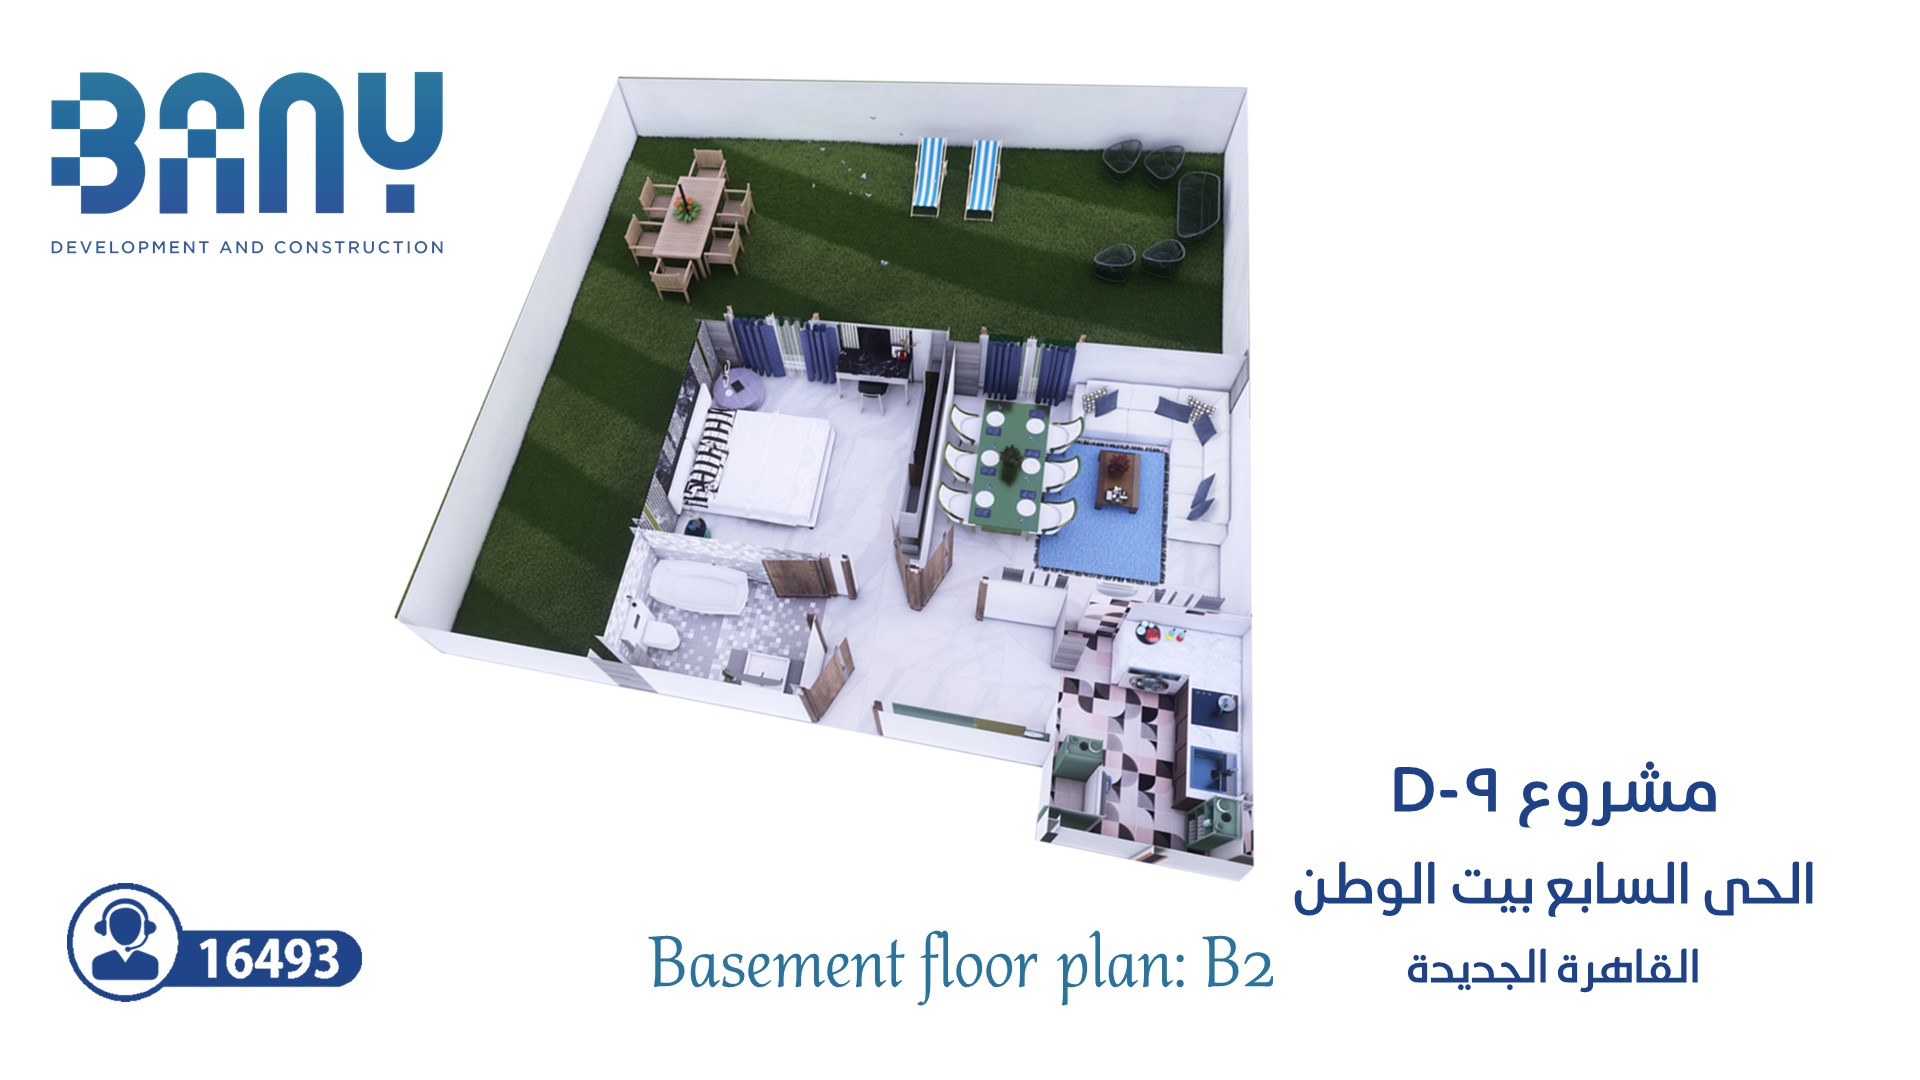 BANY
DEVELOPMENT AND CONSTRUCTION
مشروع D-٩
الحى السابع بيت الوطن
القاهرة الجديدة
Basement floor plan: B2
16493